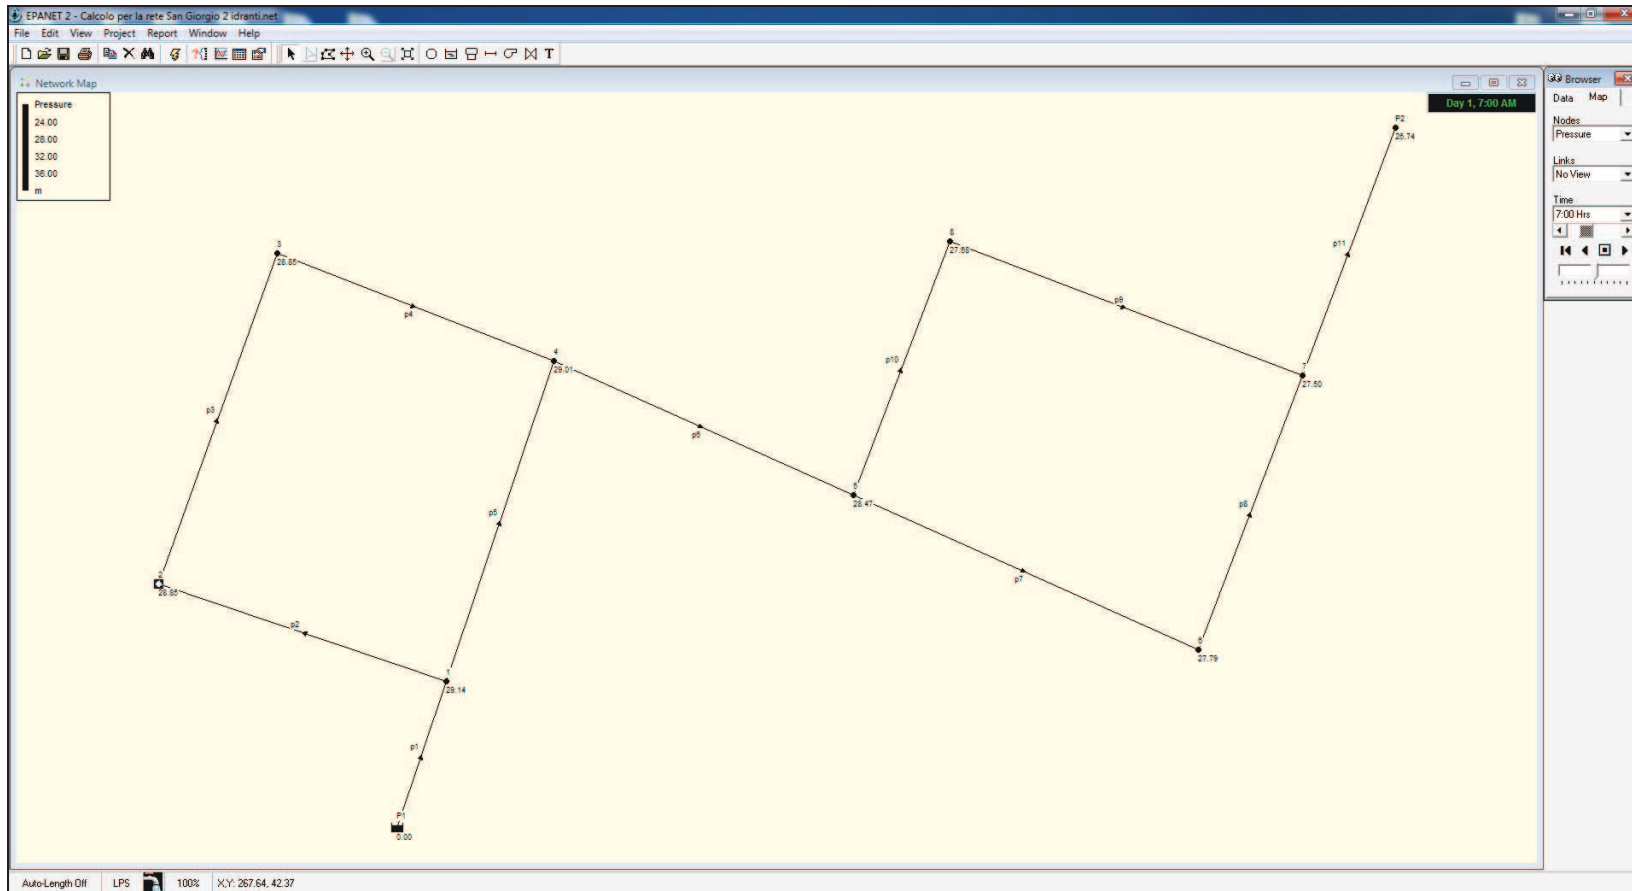 EPANET 2 - Calcolo per la rete San Giorgio 2 idranti.net
File Edit View Project Report Window Help
T
Network Map
Pressure
24.00
28.00
32.00
36.00
m
Day 1, 7:00 AM
Browser
Data Map
Nodes
Pressure
Links
No View
Time
7:00 Hrs
P2
25.74
p11
3
28.85
8
27.68
p4
p9
4
29.01
p10
7
27.50
p3
p6
5
28.47
p5
p8
p7
2
28.85
p2
6
27.79
1
29.14
p1
P1
0.00
Auto-Length Off LPS 100% X,Y: 267.64, 42.37